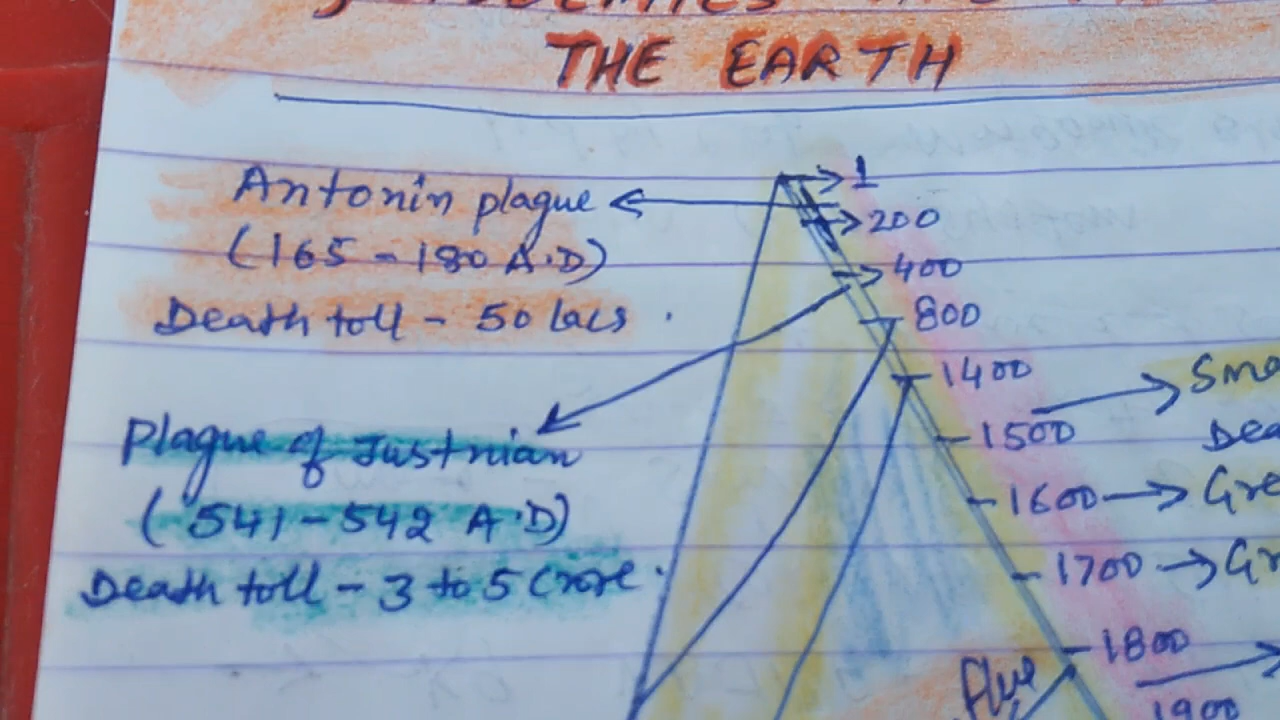 THE EARTH
Antonin plague
(165 - 180 A.D)
Death toll - 50 lacs.
Plague of Justnian
(541 - 542 A.D)
Death toll - 3 to 5 Crore.
1
200
400
800
1400
1500
1600
1700
1800
1900